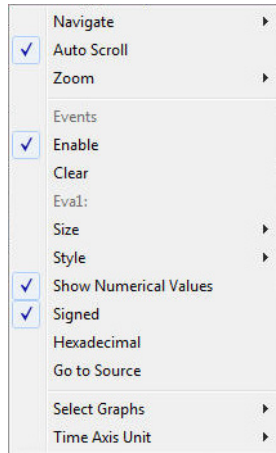 Navigate
Auto Scroll
Zoom
Events
Enable
Clear
Eva1:
Size
Style
Show Numerical Values
Signed
Hexadecimal
Go to Source
Select Graphs
Time Axis Unit